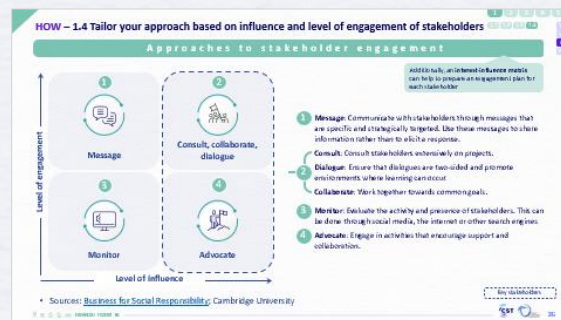 HOW – 1.4 Tailor your approach based on influence and level of engagement of stakeholders
Approaches to stakeholder engagement
Additionally, an interest-influence matrix
can help to prepare an engagement plan for
each stakeholder
Level of engagement
1
Message
2
Consult, collaborate,
dialogue
3
Monitor
4
Advocate
Level of influence
1 Message: Communicate with stakeholders through messages that
are specific and strategically targeted. Use these messages to share
information rather than to elicit a response.
Consult: Consult stakeholders extensively on projects.
2 Dialogue: Ensure that dialogues are two-sided and promote
environments where learning can occur
Collaborate: Work together towards common goals.
3 Monitor: Evaluate the activity and presence of stakeholders. This can
be done through social media, the internet or other search engines
4 Advocate: Engage in activities that encourage support and
collaboration.
Key stakeholders
• Sources: Business for Social Responsibility; Cambridge University
CST